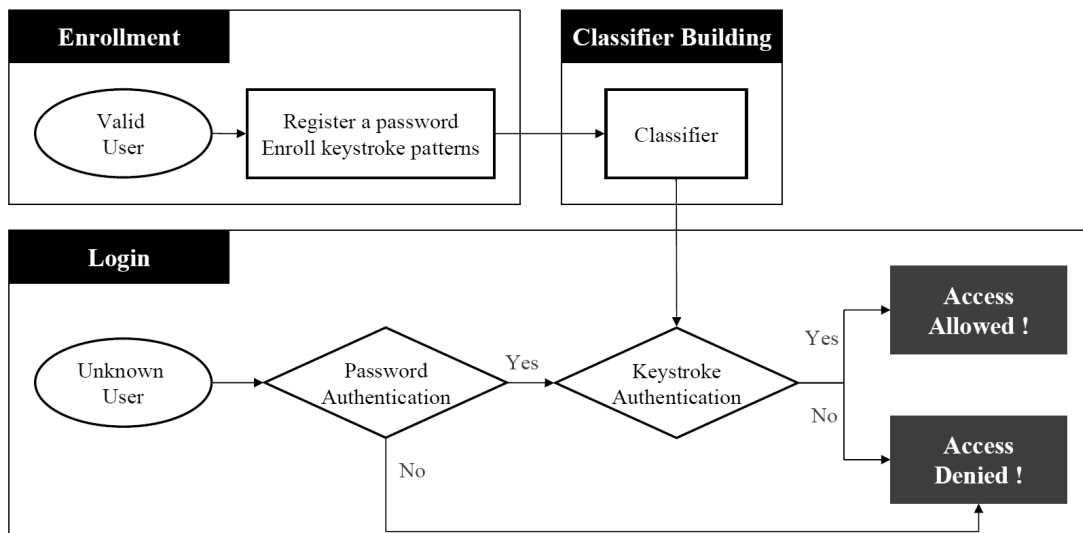 Enrollment
Valid
User
Register a password
Enroll keystroke patterns
Classifier Building
Classifier
Login
Unknown
User
Password
Authentication
Yes
No
Keystroke
Authentication
Yes
No
Access
Allowed !
Access
Denied !